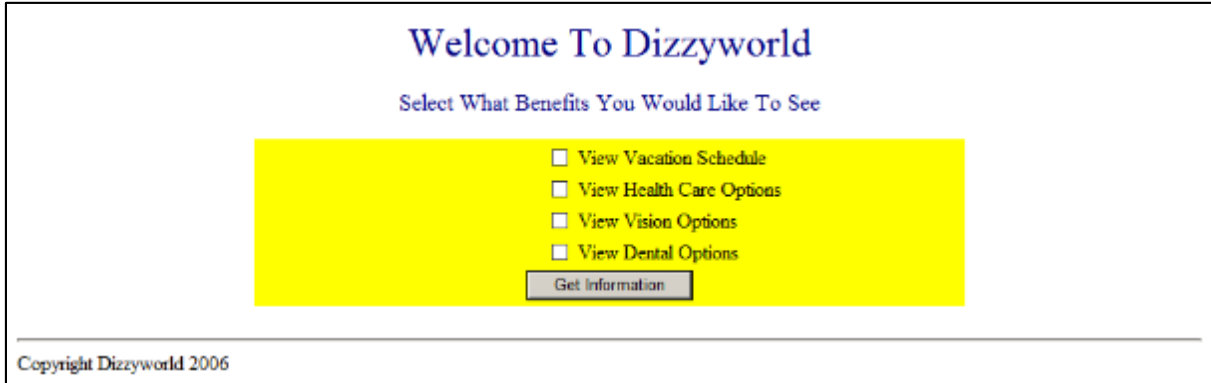 Welcome To Dizzyworld
Select What Benefits You Would Like To See
View Vacation Schedule
View Health Care Options
View Vision Options
View Dental Options
Get Information
Copyright Dizzyworld 2006